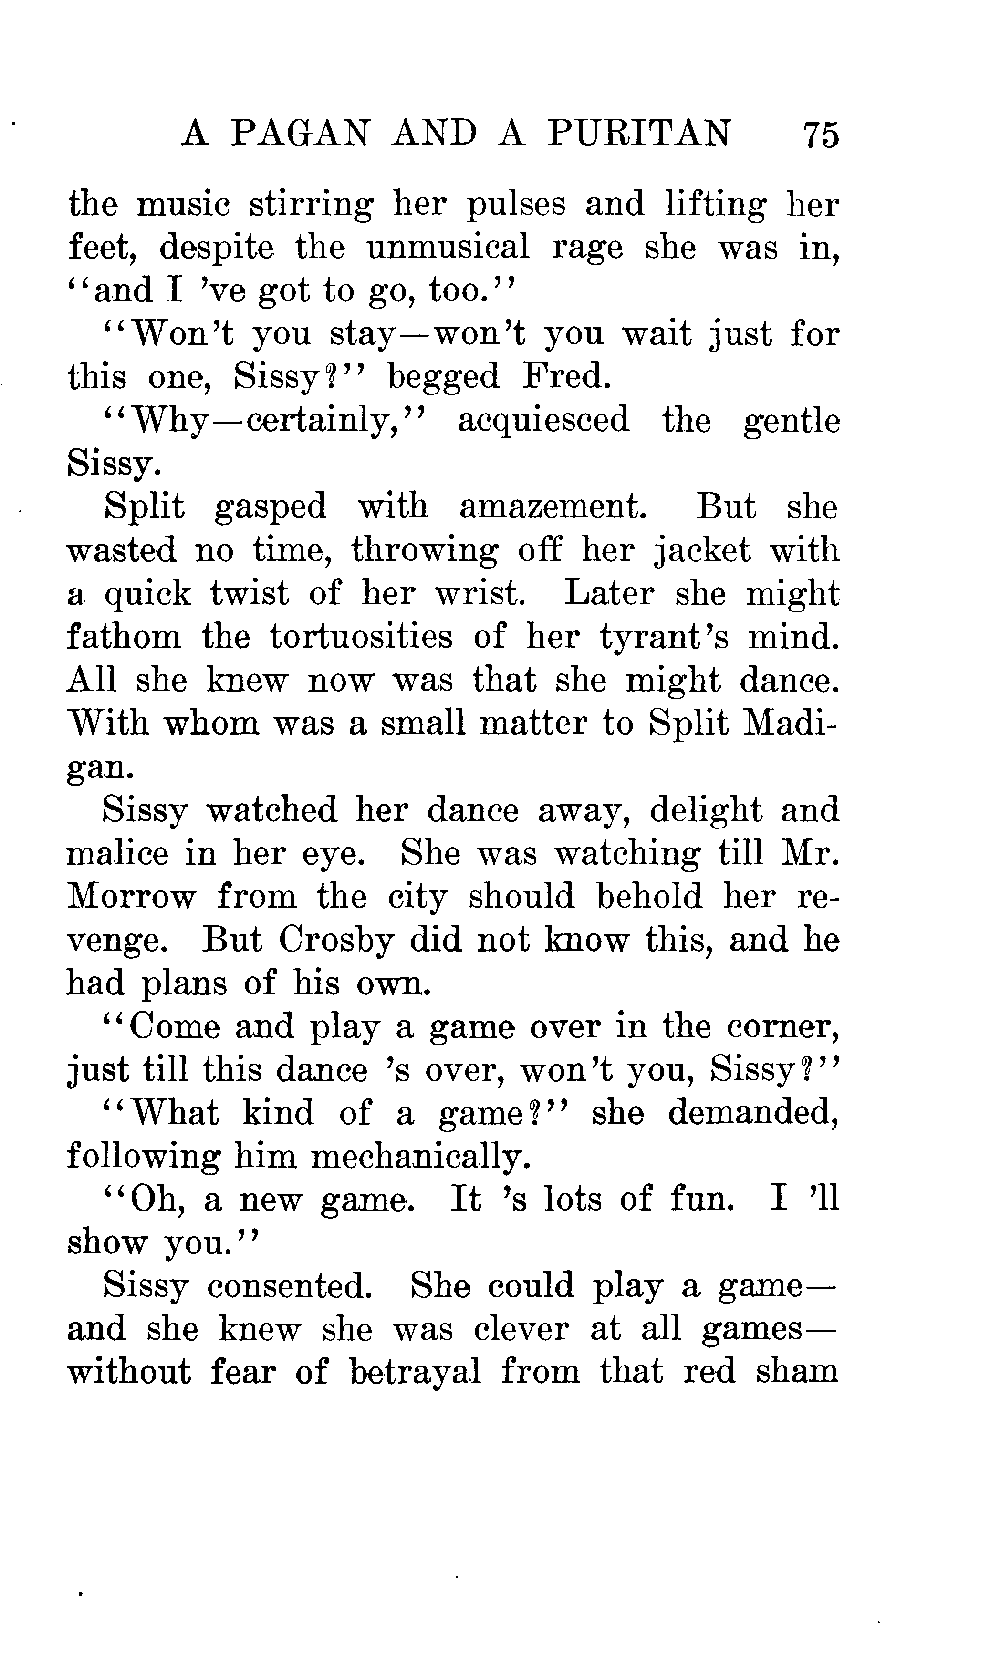 A PAGAN AND A PURITAN 75
the music stirring her pulses and lifting her
feet, despite the unmusical rage she was in,
"and I 've got to go, too."
"Won't you stay—won't you wait just for
this one, Sissy?" begged Fred.
"Why—certainly," acquiesced the gentle
Sissy.
Split gasped with amazement. But she
wasted no time, throwing off her jacket with
a quick twist of her wrist. Later she might
fathom the tortuosities of her tyrant's mind.
All she knew now was that she might dance.
With whom was a small matter to Split Madi-
gan.
Sissy watched her dance away, delight and
malice in her eye. She was watching till Mr.
Morrow from the city should behold her re-
venge. But Crosby did not know this, and he
had plans of his own.
"Come and play a game over in the corner,
just till this dance 's over, won't you, Sissy?"
"What kind of a game?" she demanded,
following him mechanically.
"Oh, a new game. It 's lots of fun. I 'll
show you."
Sissy consented. She could play a game—
and she knew she was clever at all games—
without fear of betrayal from that red sham